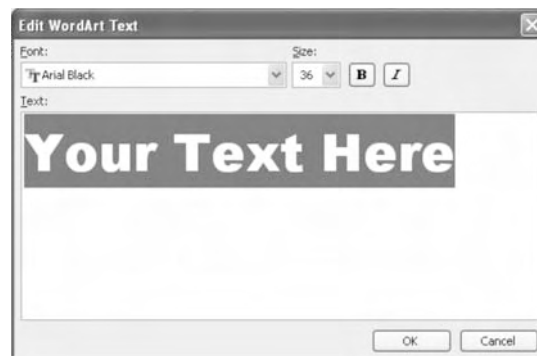 Edit WordArt Text
Font:
Size:
Arial Black
36
B
I
Text:
Your Text Here
OK
Cancel